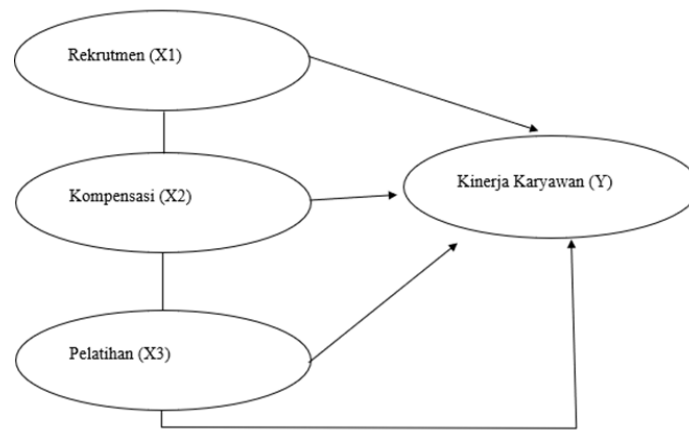 Rekrutmen (X1)
Kompensasi (X2)
Kinerja Karyawan (Y)
Pelatihan (X3)